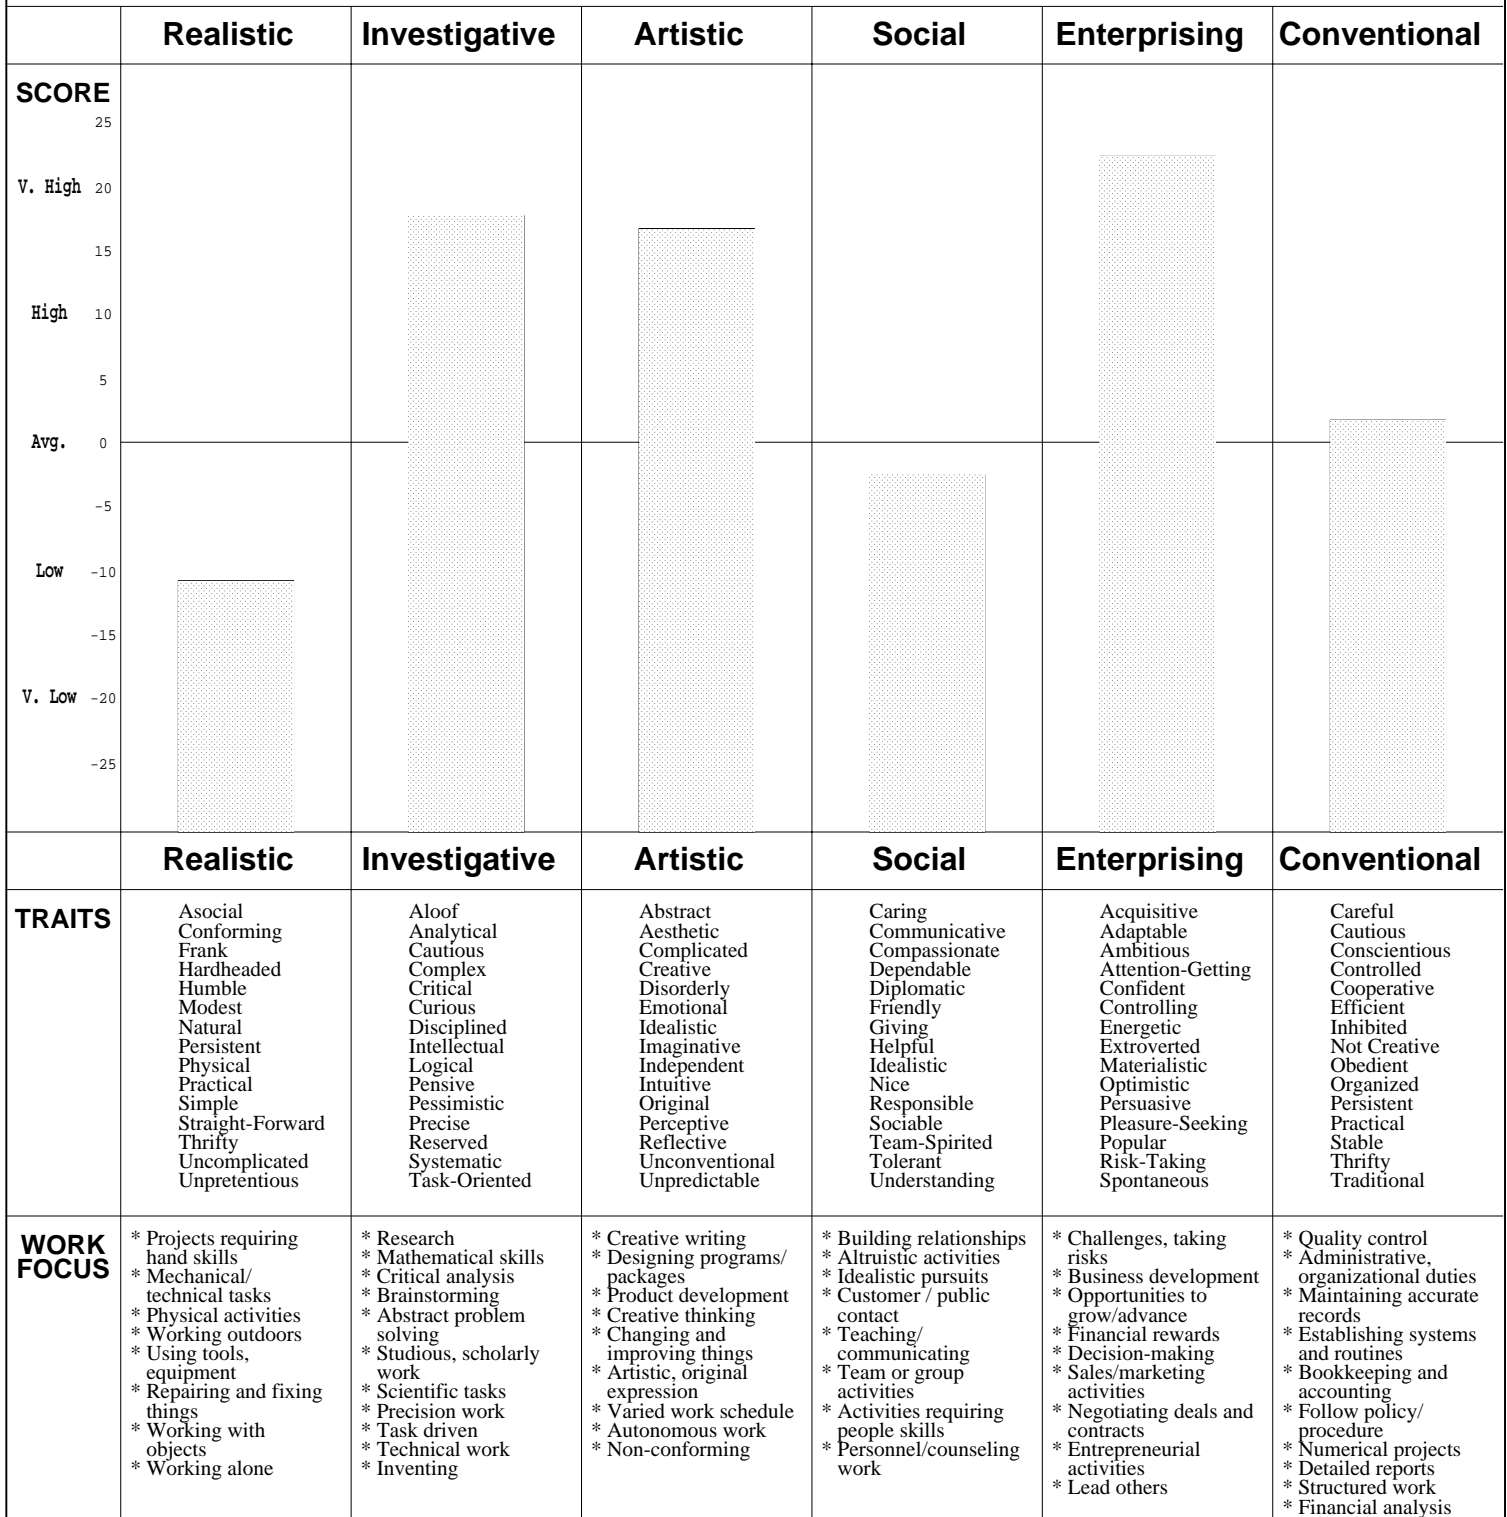 Realistic Investigative Artistic Social Enterprising Conventional
SCORE
25
V. High 20
15
High 10
5
Avg. 0
-5
Low -10
-15
V. Low -20
-25
Realistic Investigative Artistic Social Enterprising Conventional
TRAITS
Asocial
Conforming
Frank
Hardheaded
Humble
Modest
Natural
Persistent
Physical
Practical
Simple
Straight-Forward
Thrifty
Uncomplicated
Unpretentious
Aloof
Analytical
Cautious
Complex
Critical
Curious
Disciplined
Intellectual
Logical
Pensive
Pessimistic
Precise
Reserved
Systematic
Task-Oriented
Abstract
Aesthetic
Complicated
Creative
Disorderly
Emotional
Idealistic
Imaginative
Independent
Intuitive
Original
Perceptive
Reflective
Unconventional
Unpredictable
Caring
Communicative
Compassionate
Dependable
Diplomatic
Friendly
Giving
Helpful
Idealistic
Nice
Responsible
Sociable
Team-Spirited
Tolerant
Understanding
Acquisitive
Adaptable
Ambitious
Attention-Getting
Confident
Controlling
Energetic
Extroverted
Materialistic
Optimistic
Persuasive
Pleasure-Seeking
Popular
Risk-Taking
Spontaneous
Careful
Cautious
Conscientious
Controlled
Cooperative
Efficient
Inhibited
Not Creative
Obedient
Organized
Persistent
Practical
Stable
Thrifty
Traditional
WORK
FOCUS
* Projects requiring
hand skills
* Mechanical/
technical tasks
* Physical activities
* Working outdoors
* Using tools,
equipment
* Repairing and fixing
things
* Working with
objects
* Working alone
* Research
* Mathematical skills
* Critical analysis
* Brainstorming
* Abstract problem
solving
* Studious, scholarly
work
* Scientific tasks
* Precision work
* Task driven
* Technical work
* Inventing
* Creative writing
* Designing programs/
packages
* Product development
* Creative thinking
* Changing and
improving things
* Artistic, original
expression
* Varied work schedule
* Autonomous work
* Non-conforming
* Building relationships
* Altruistic activities
* Idealistic pursuits
* Customer / public
contact
* Teaching/
communicating
* Team or group
activities
* Activities requiring
people skills
* Personnel/counseling
work
* Challenges, taking
risks
* Business development
* Opportunities to
grow/advance
* Financial rewards
* Decision-making
* Sales/marketing
activities
* Negotiating deals and
contracts
* Entrepreneurial
activities
* Lead others
* Quality control
* Administrative,
organizational duties
* Maintaining accurate
records
* Establishing systems
and routines
* Bookkeeping and
accounting
* Follow policy/
procedure
* Numerical projects
* Detailed reports
* Structured work
* Financial analysis